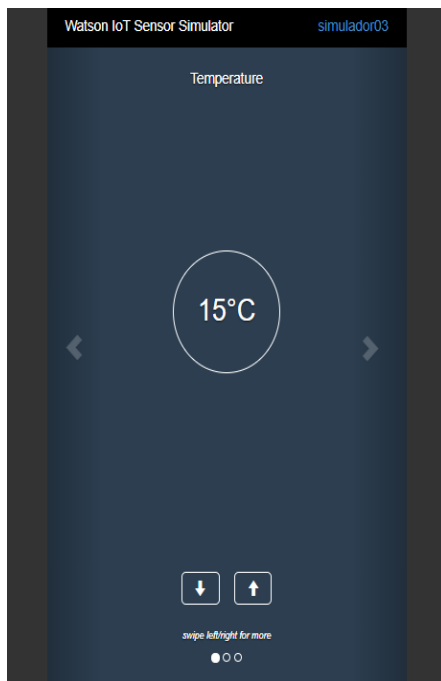 Watson IoT Sensor Simulator simulador03
Temperature
15°C
swipe left/right for more